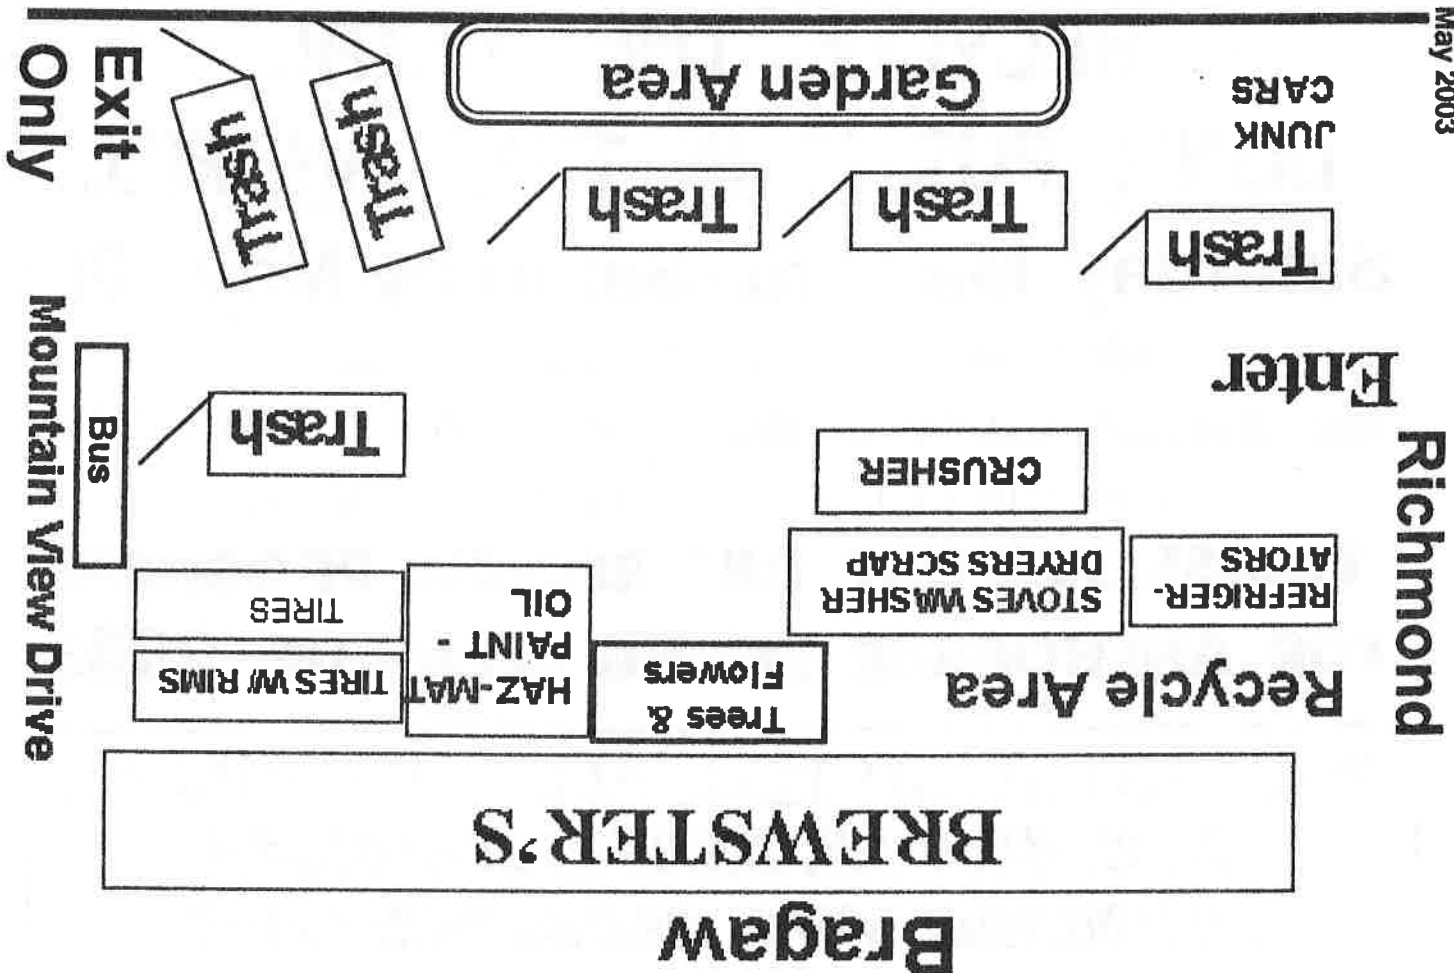 Bragaw
BREWSTER'S
Recycle Area
Trees &
Flowers
HAZ-MAT
PAINT -
OIL
TIRES W/ RIMS
TIRES
REFRIGER-
ATORS
STOVES WASHER
DRYERS SCRAP
CRUSHER
Richmond
Enter
Trash
Bus
Mountain View Drive
Trash
Trash
Trash
Trash
Trash
JUNK
CARS
Garden Area
Exit
Only
May 2003